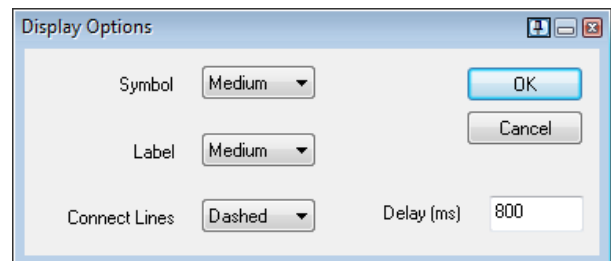 Display Options
Symbol Medium OK
Cancel
Label Medium
Connect Lines Dashed Delay (ms) 800